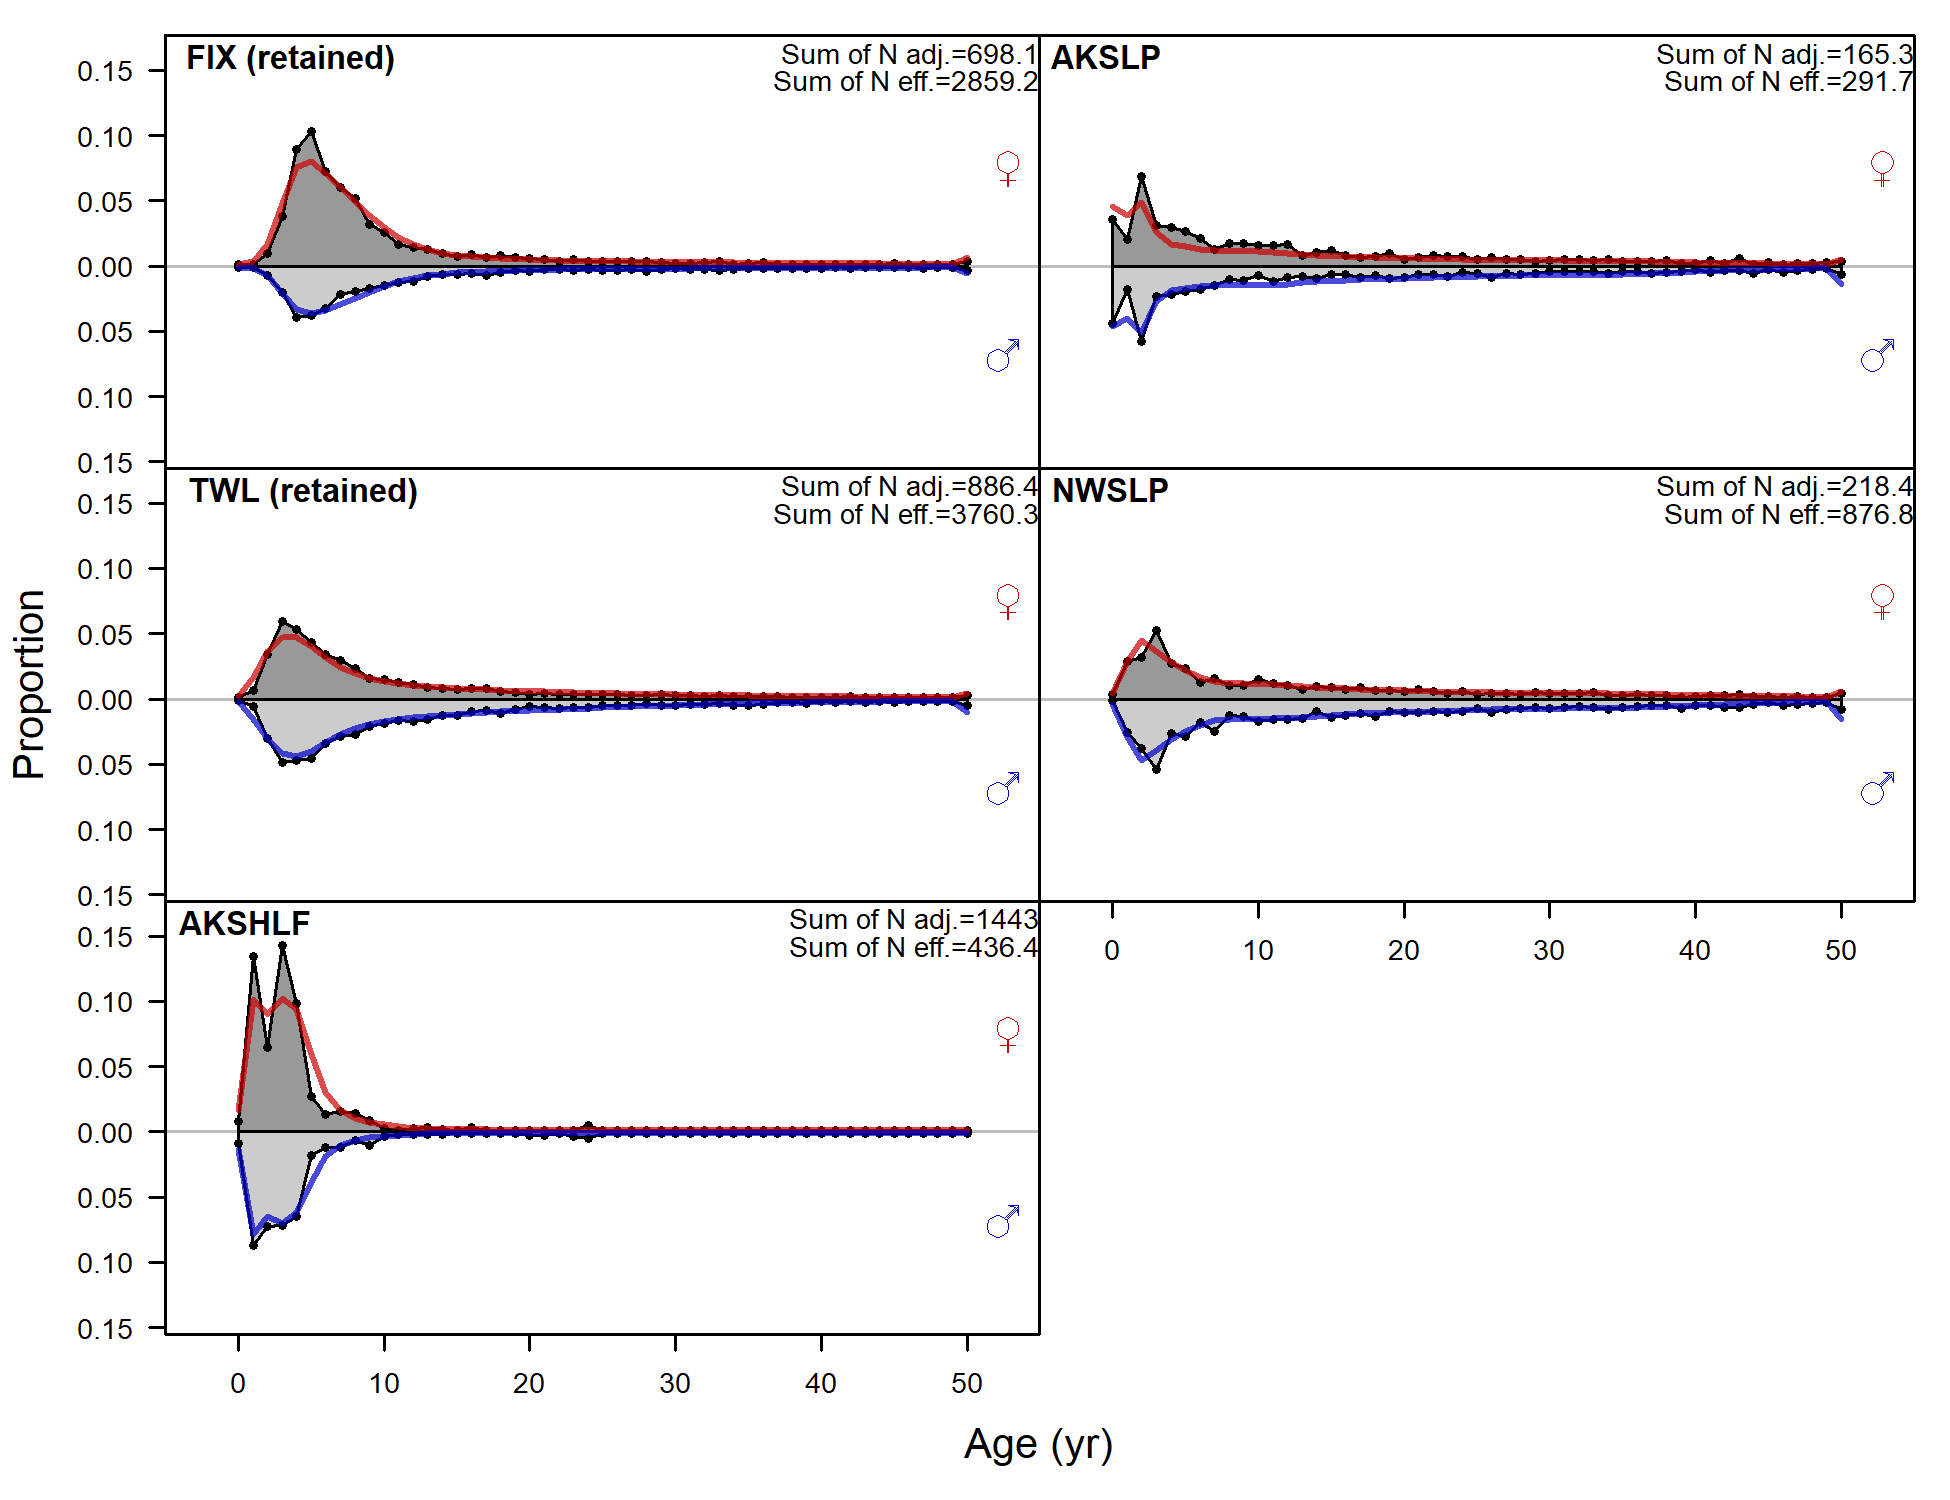 FIX (retained)
Sum of N adj.=698.1
Sum of N eff.=2859.2
0.15
0.10
0.05
0.00
0.05
0.10
0.15
♀
♂
AKSLP
Sum of N adj.=165.3
Sum of N eff.=291.7
♀
♂
TWL (retained)
Sum of N adj.=886.4
Sum of N eff.=3760.3
0.15
0.10
0.05
0.00
0.05
0.10
0.15
♀
♂
NWSLP
Sum of N adj.=218.4
Sum of N eff.=876.8
♀
♂
0 10 20 30 40 50
AKSHLF
Sum of N adj.=1443
Sum of N eff.=436.4
0.15
0.10
0.05
0.00
0.05
0.10
0.15
♀
♂
0 10 20 30 40 50
Proportion
Age (yr)